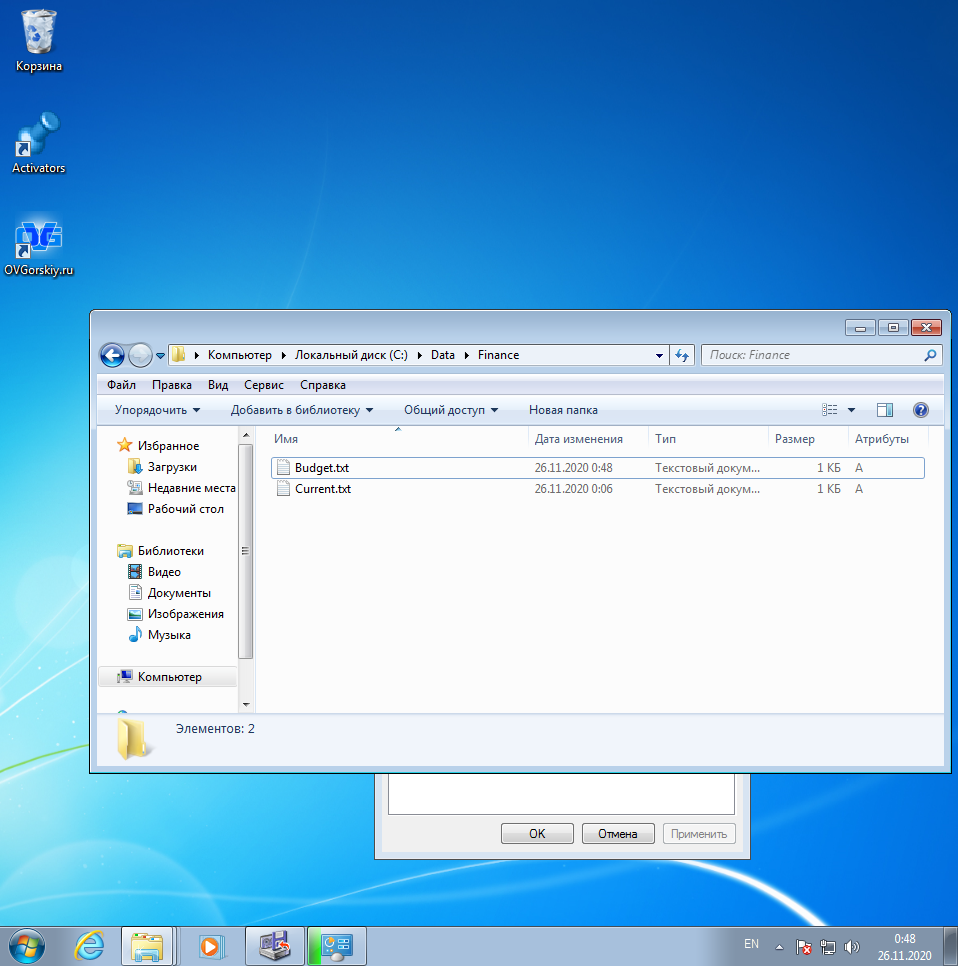 Корзина
Activators
OVGorskiy.ru
Компьютер
Локальный диск (C:)
Data
Finance
Поиск: Finance
Файл Правка Вид Сервис Справка
Упорядочить Добавить в библиотеку Общий доступ Новая папка
Избранное
Загрузки
Недавние места
Рабочий стол
Библиотеки
Видео
Документы
Изображения
Музыка
Компьютер
Имя Дата изменения Тип Размер Атрибуты
Budget.txt 26.11.2020 0:48 Текстовый докум... 1 КБ A
Current.txt 26.11.2020 0:06 Текстовый докум... 1 КБ A
Элементов: 2
OK Отмена Применить
EN
0:48
26.11.2020